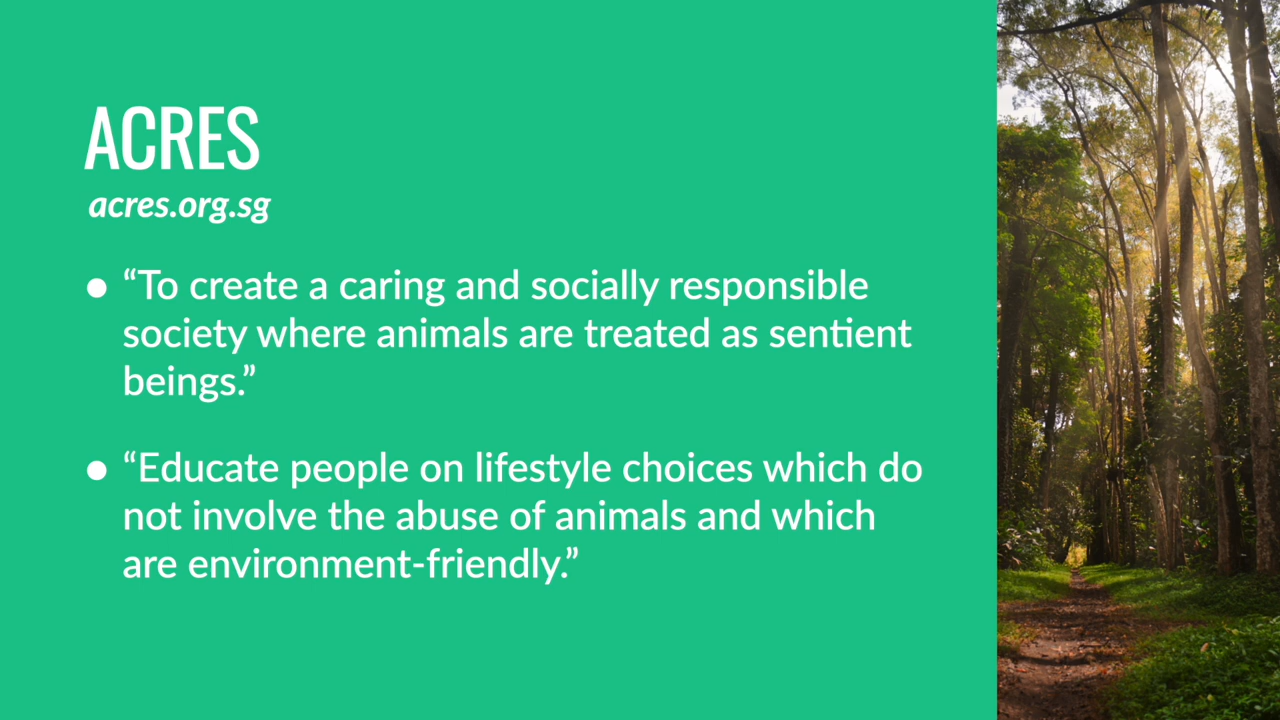 ACRES
acres.org.sg
● “To create a caring and socially responsible
society where animals are treated as sentient
beings.”
● “Educate people on lifestyle choices which do
not involve the abuse of animals and which
are environment-friendly.”